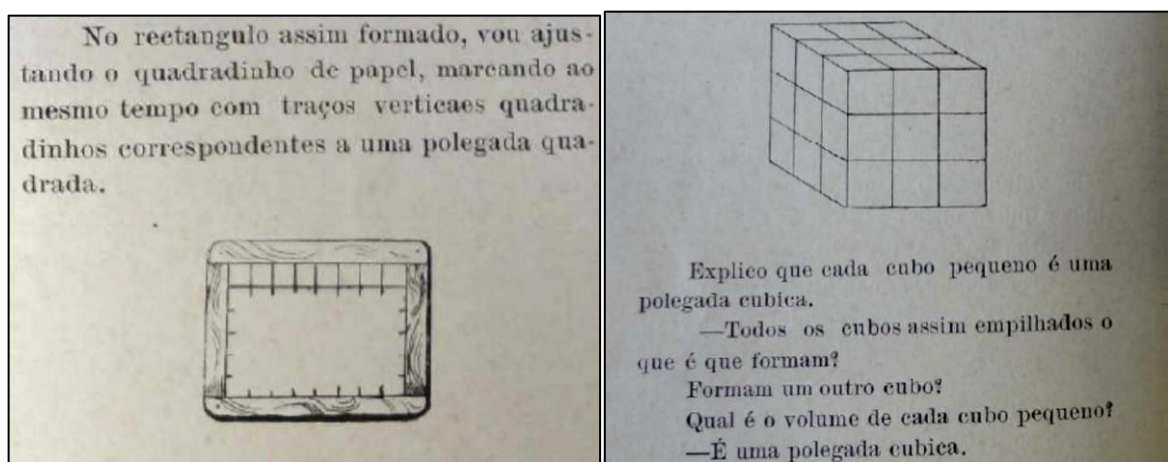 No rectangulo assim formado, vou ajus-
tando o quadradinho de papel, marcando ao
mesmo tempo com traços verticaes quadra-
dinhos correspondentes a uma polegada qua-
drada.
Explico que cada cubo pequeno é uma
polegada cubica.
—Todos os cubos assim empilhados o
que é que formam?
Formam um outro cubo?
Qual é o volume de cada cubo pequeno?
—É uma polegada cubica.